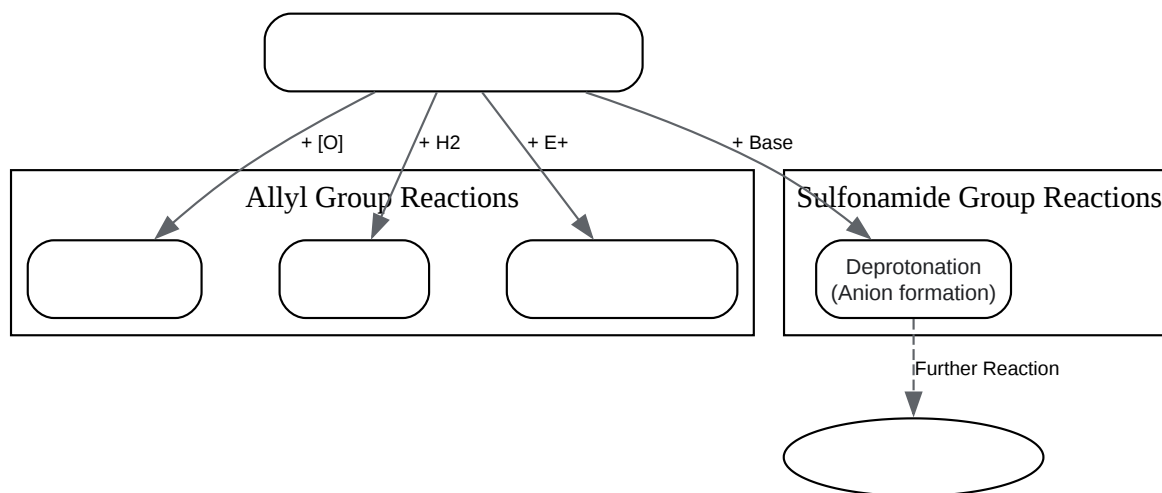 + [O]
+ H2
+ E+
+ Base
Allyl Group Reactions
Sulfonamide Group Reactions
Deprotonation
(Anion formation)
Further Reaction